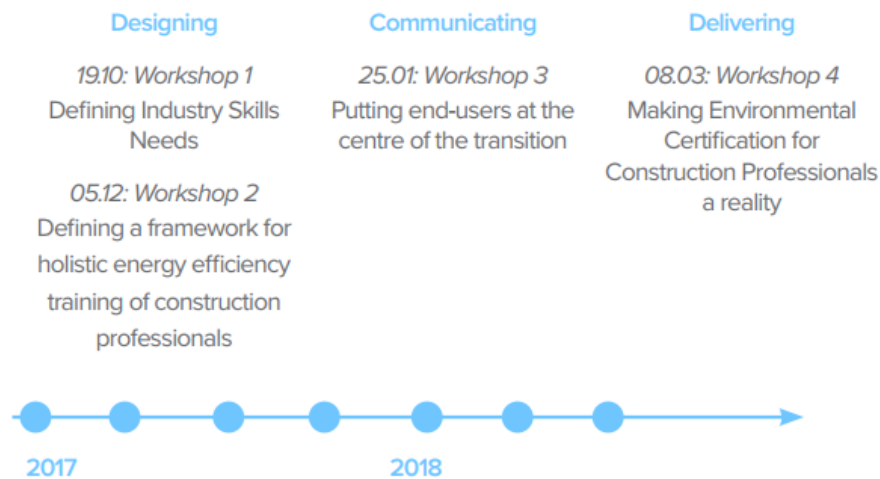 Designing
19.10: Workshop 1
Defining Industry Skills
Needs
05.12: Workshop 2
Defining a framework for
holistic energy efficiency
training of construction
professionals
Communicating
25.01: Workshop 3
Putting end-users at the
centre of the transition
Delivering
08.03: Workshop 4
Making Environmental
Certification for
Construction Professionals
a reality
2017
2018